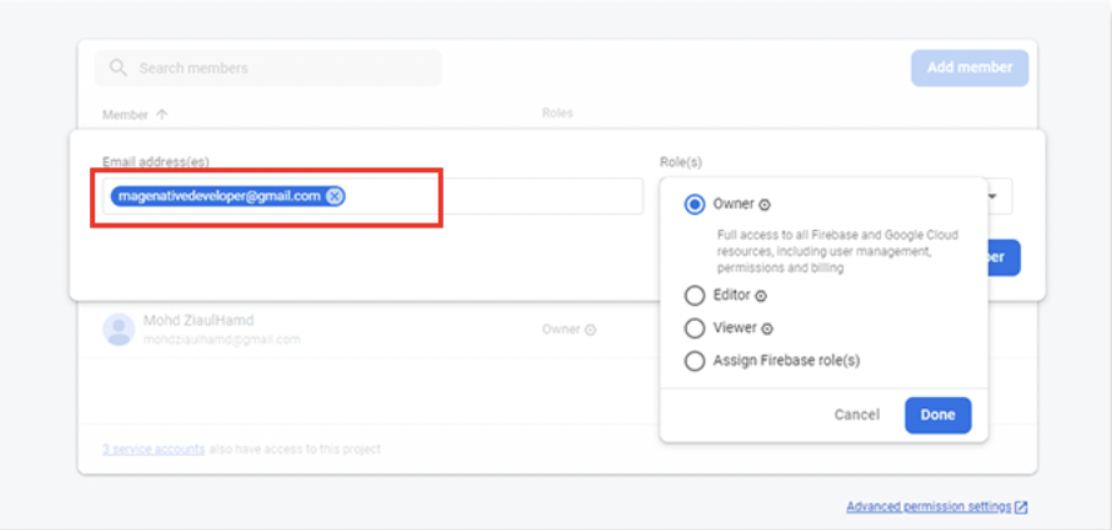 Search members
Add member
Member ↑
Roles
Email address(es)
Role(s)
magenativedeveloper@gmail.com
Owner
Full access to all Firebase and Google Cloud
resources, including user management,
permissions and billing
ber
Editor
Viewer
Assign Firebase role(s)
Cancel
Done
Mohd ZiaulHamd
mohdziaulhamd@gmail.com
Owner
3 service accounts also have access to this project
Advanced permission settings